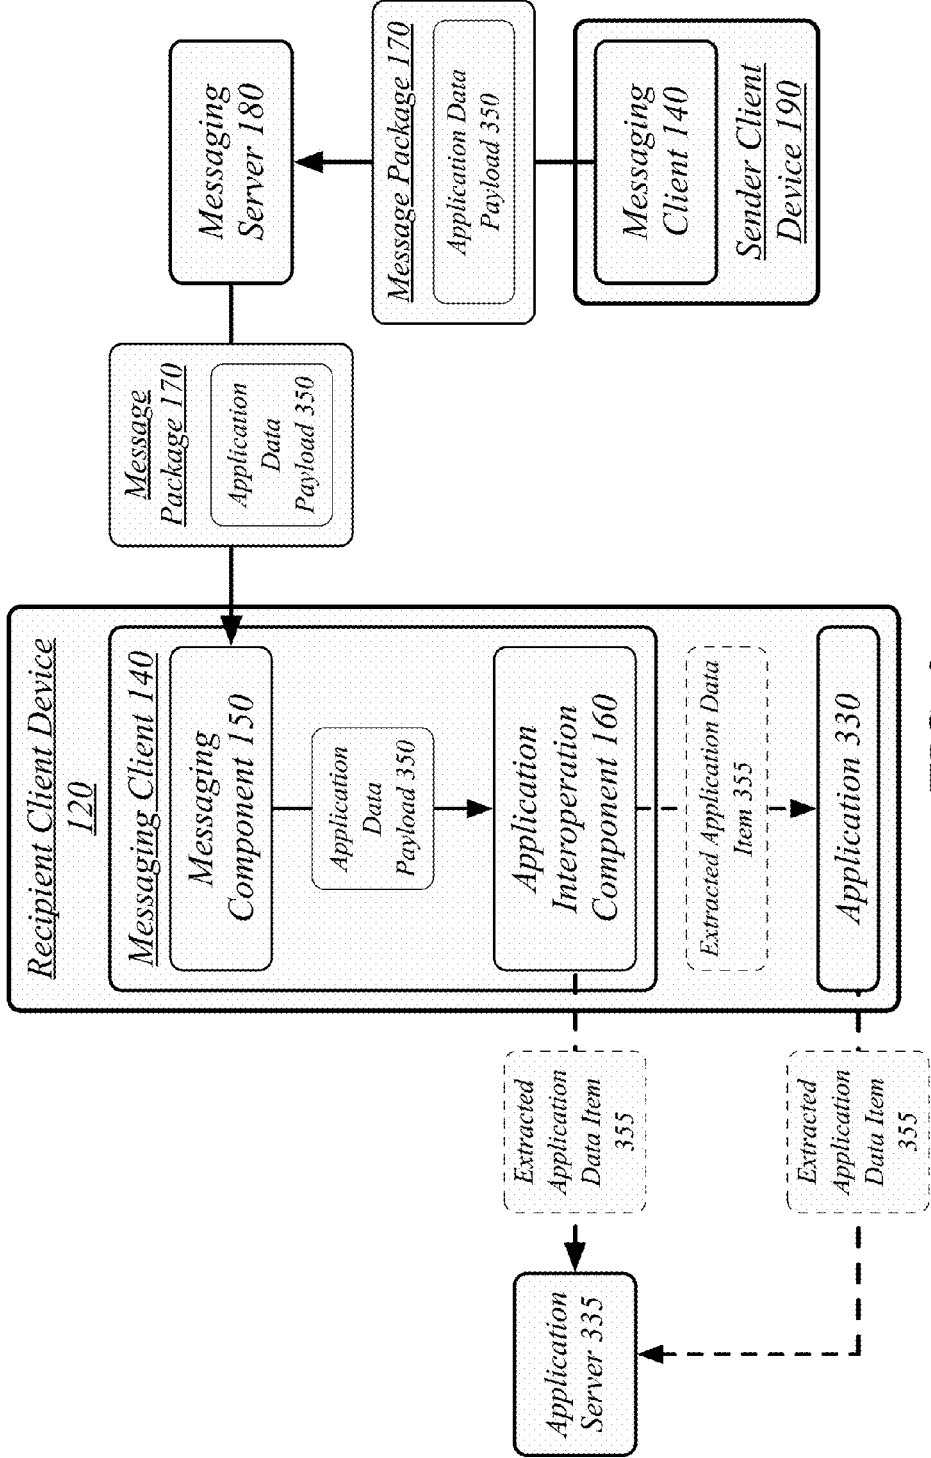 Recipient Client Device
120
Messaging Client 140
Messaging
Component 150
Application
Data
Payload 350
Application
Interoperation
Component 160
Extracted Application Data
Item 355
Application 330
Message
Package 170
Application
Data
Payload 350
Messaging
Server 180
Message Package 170
Application Data
Payload 350
Messaging
Client 140
Sender Client
Device 190
Extracted
Application
Data Item
355
Extracted
Application
Data Item
355
Application
Server 335